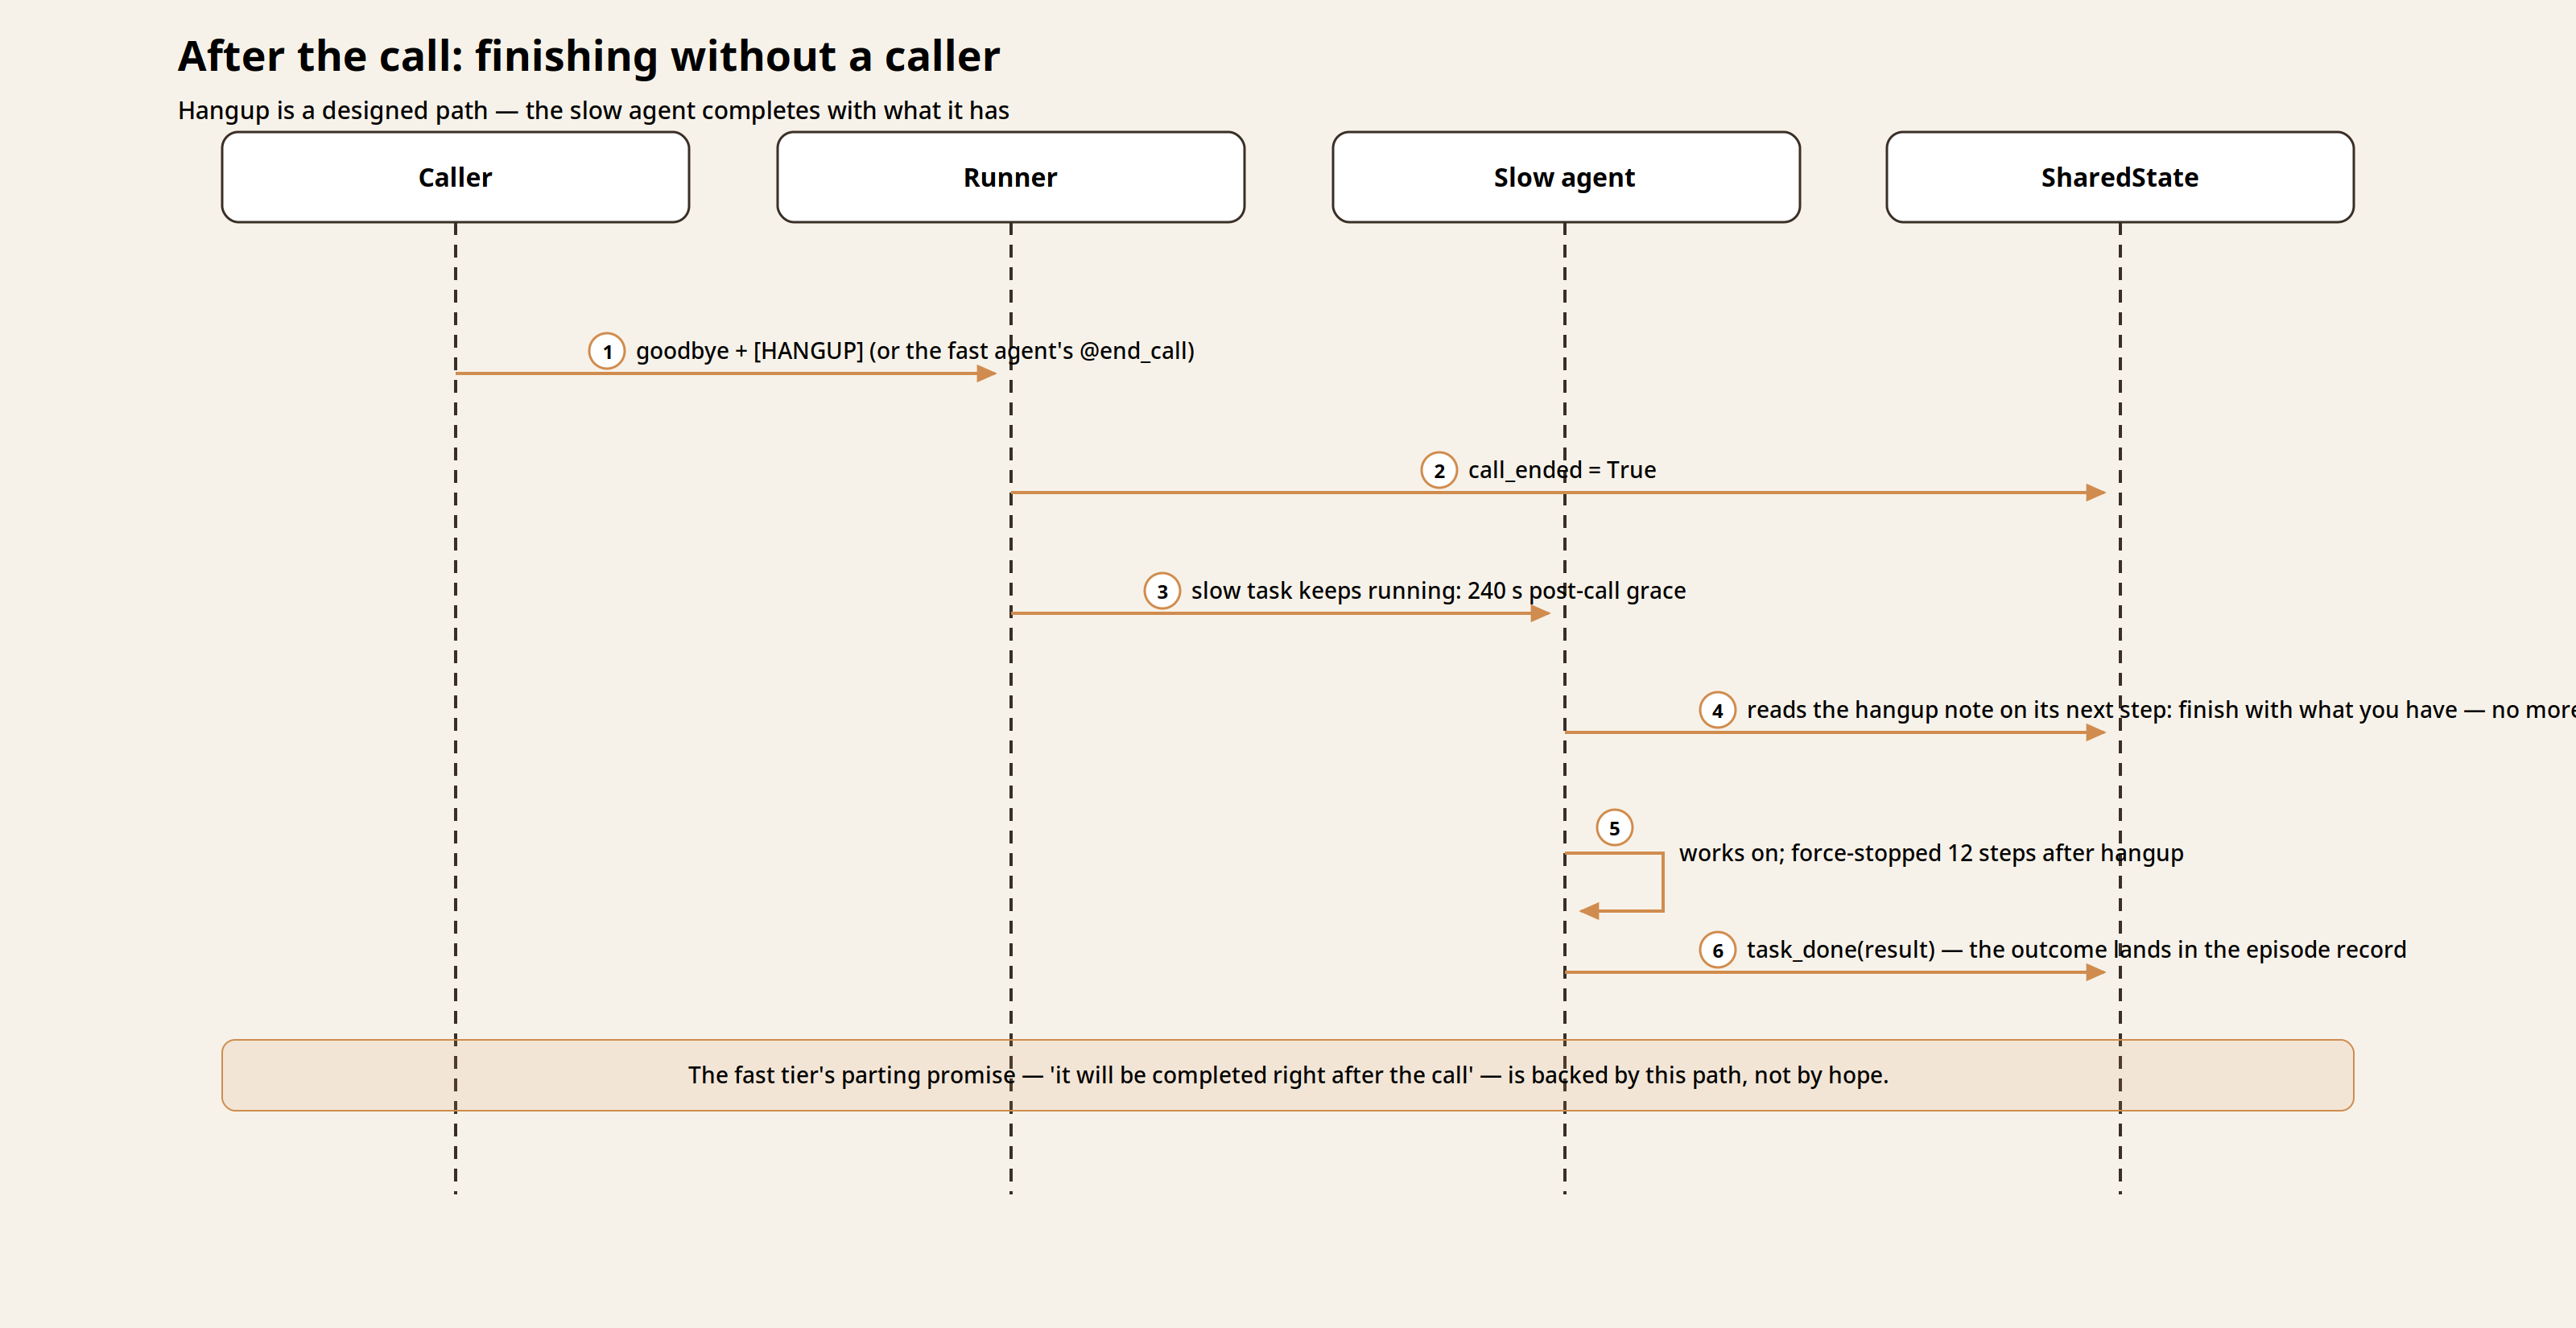 After the call: finishing without a caller
Hangup is a designed path — the slow agent completes with what it has
Caller
Runner
Slow agent
SharedState
1 goodbye + [HANGUP] (or the fast agent's @end_call)
2 call_ended = True
3 slow task keeps running: 240 s post-call grace
4 reads the hangup note on its next step: finish with what you have — no more
5
works on; force-stopped 12 steps after hangup
6 task_done(result) — the outcome lands in the episode record
The fast tier's parting promise — 'it will be completed right after the call' — is backed by this path, not by hope.